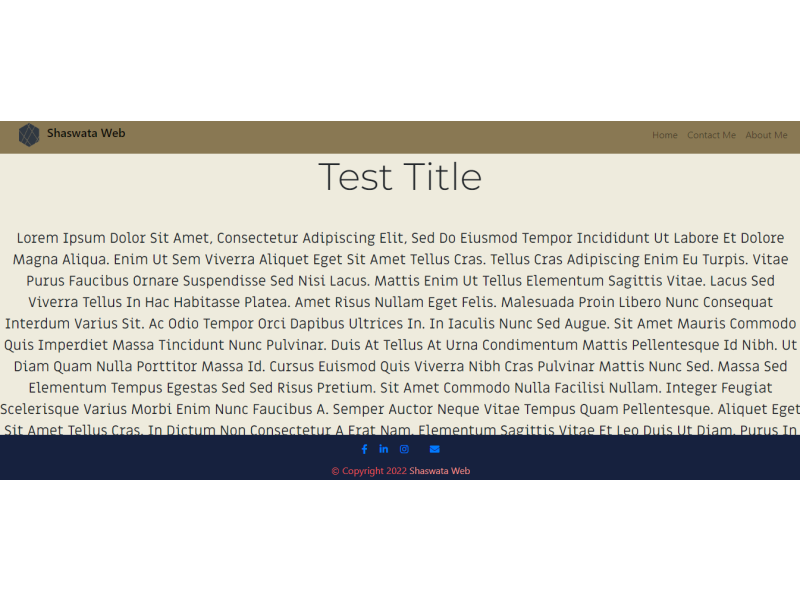 Shaswata Web
Home Contact Me About Me
Test Title
Lorem Ipsum Dolor Sit Amet, Consectetur Adipiscing Elit, Sed Do Eiusmod Tempor Incididunt Ut Labore Et Dolore
Magna Aliqua. Enim Ut Sem Viverra Aliquet Eget Sit Amet Tellus Cras. Tellus Cras Adipiscing Enim Eu Turpis. Vitae
Purus Faucibus Ornare Suspendisse Sed Nisi Lacus. Mattis Enim Ut Tellus Elementum Sagittis Vitae. Lacus Sed
Viverra Tellus In Hac Habitasse Platea. Amet Risus Nullam Eget Felis. Malesuada Proin Libero Nunc Consequat
Interdum Varius Sit. Ac Odio Tempor Orci Dapibus Ultrices In. In Iaculis Nunc Sed Augue. Sit Amet Mauris Commodo
Quis Imperdiet Massa Tincidunt Nunc Pulvinar. Duis At Tellus At Urna Condimentum Mattis Pellentesque Id Nibh. Ut
Diam Quam Nulla Porttitor Massa Id. Cursus Euismod Quis Viverra Nibh Cras Pulvinar Mattis Nunc Sed. Massa Sed
Elementum Tempus Egestas Sed Sed Risus Pretium. Sit Amet Commodo Nulla Facilisi Nullam. Integer Feugiat
Scelerisque Varius Morbi Enim Nunc Faucibus A. Semper Auctor Neque Vitae Tempus Quam Pellentesque. Aliquet Eget
Sit Amet Tellus Cras. In Dictum Non Consectetur A Erat Nam. Elementum Sagittis Vitae Et Leo Duis Ut Diam. Purus In
© Copyright 2022 Shaswata Web